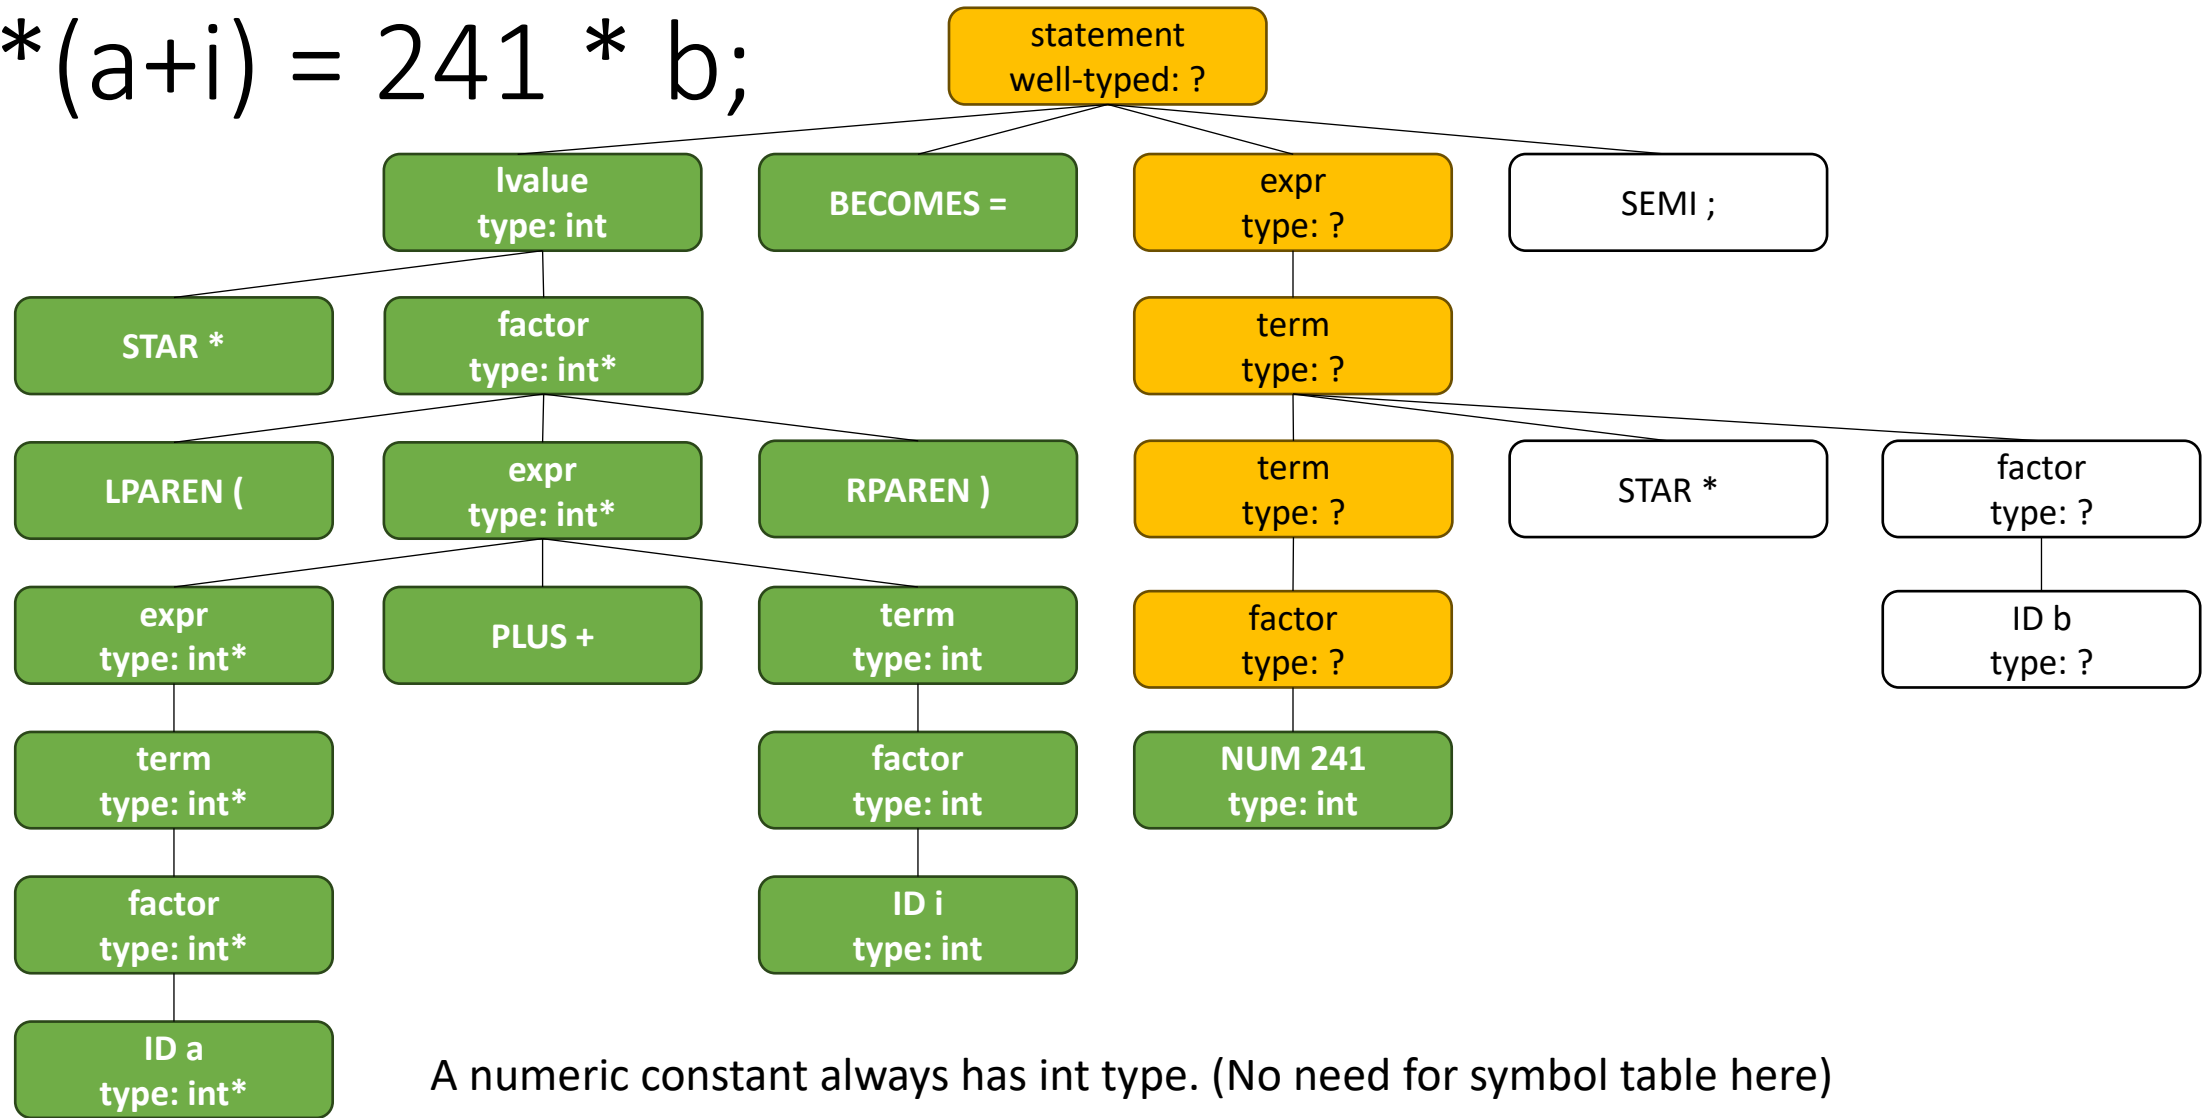 *(a+i) = 241 * b;
statement
well-typed: ?
lvalue
type: int
BECOMES =
expr
type: ?
SEMI ;
STAR *
factor
type: int*
term
type: ?
LPAREN (
expr
type: int*
RPAREN )
term
type: ?
STAR *
factor
type: ?
expr
type: int*
PLUS +
term
type: int
factor
type: ?
ID b
type: ?
term
type: int*
factor
type: int
NUM 241
type: int
factor
type: int*
ID i
type: int
ID a
type: int*
A numeric constant always has int type. (No need for symbol table here)